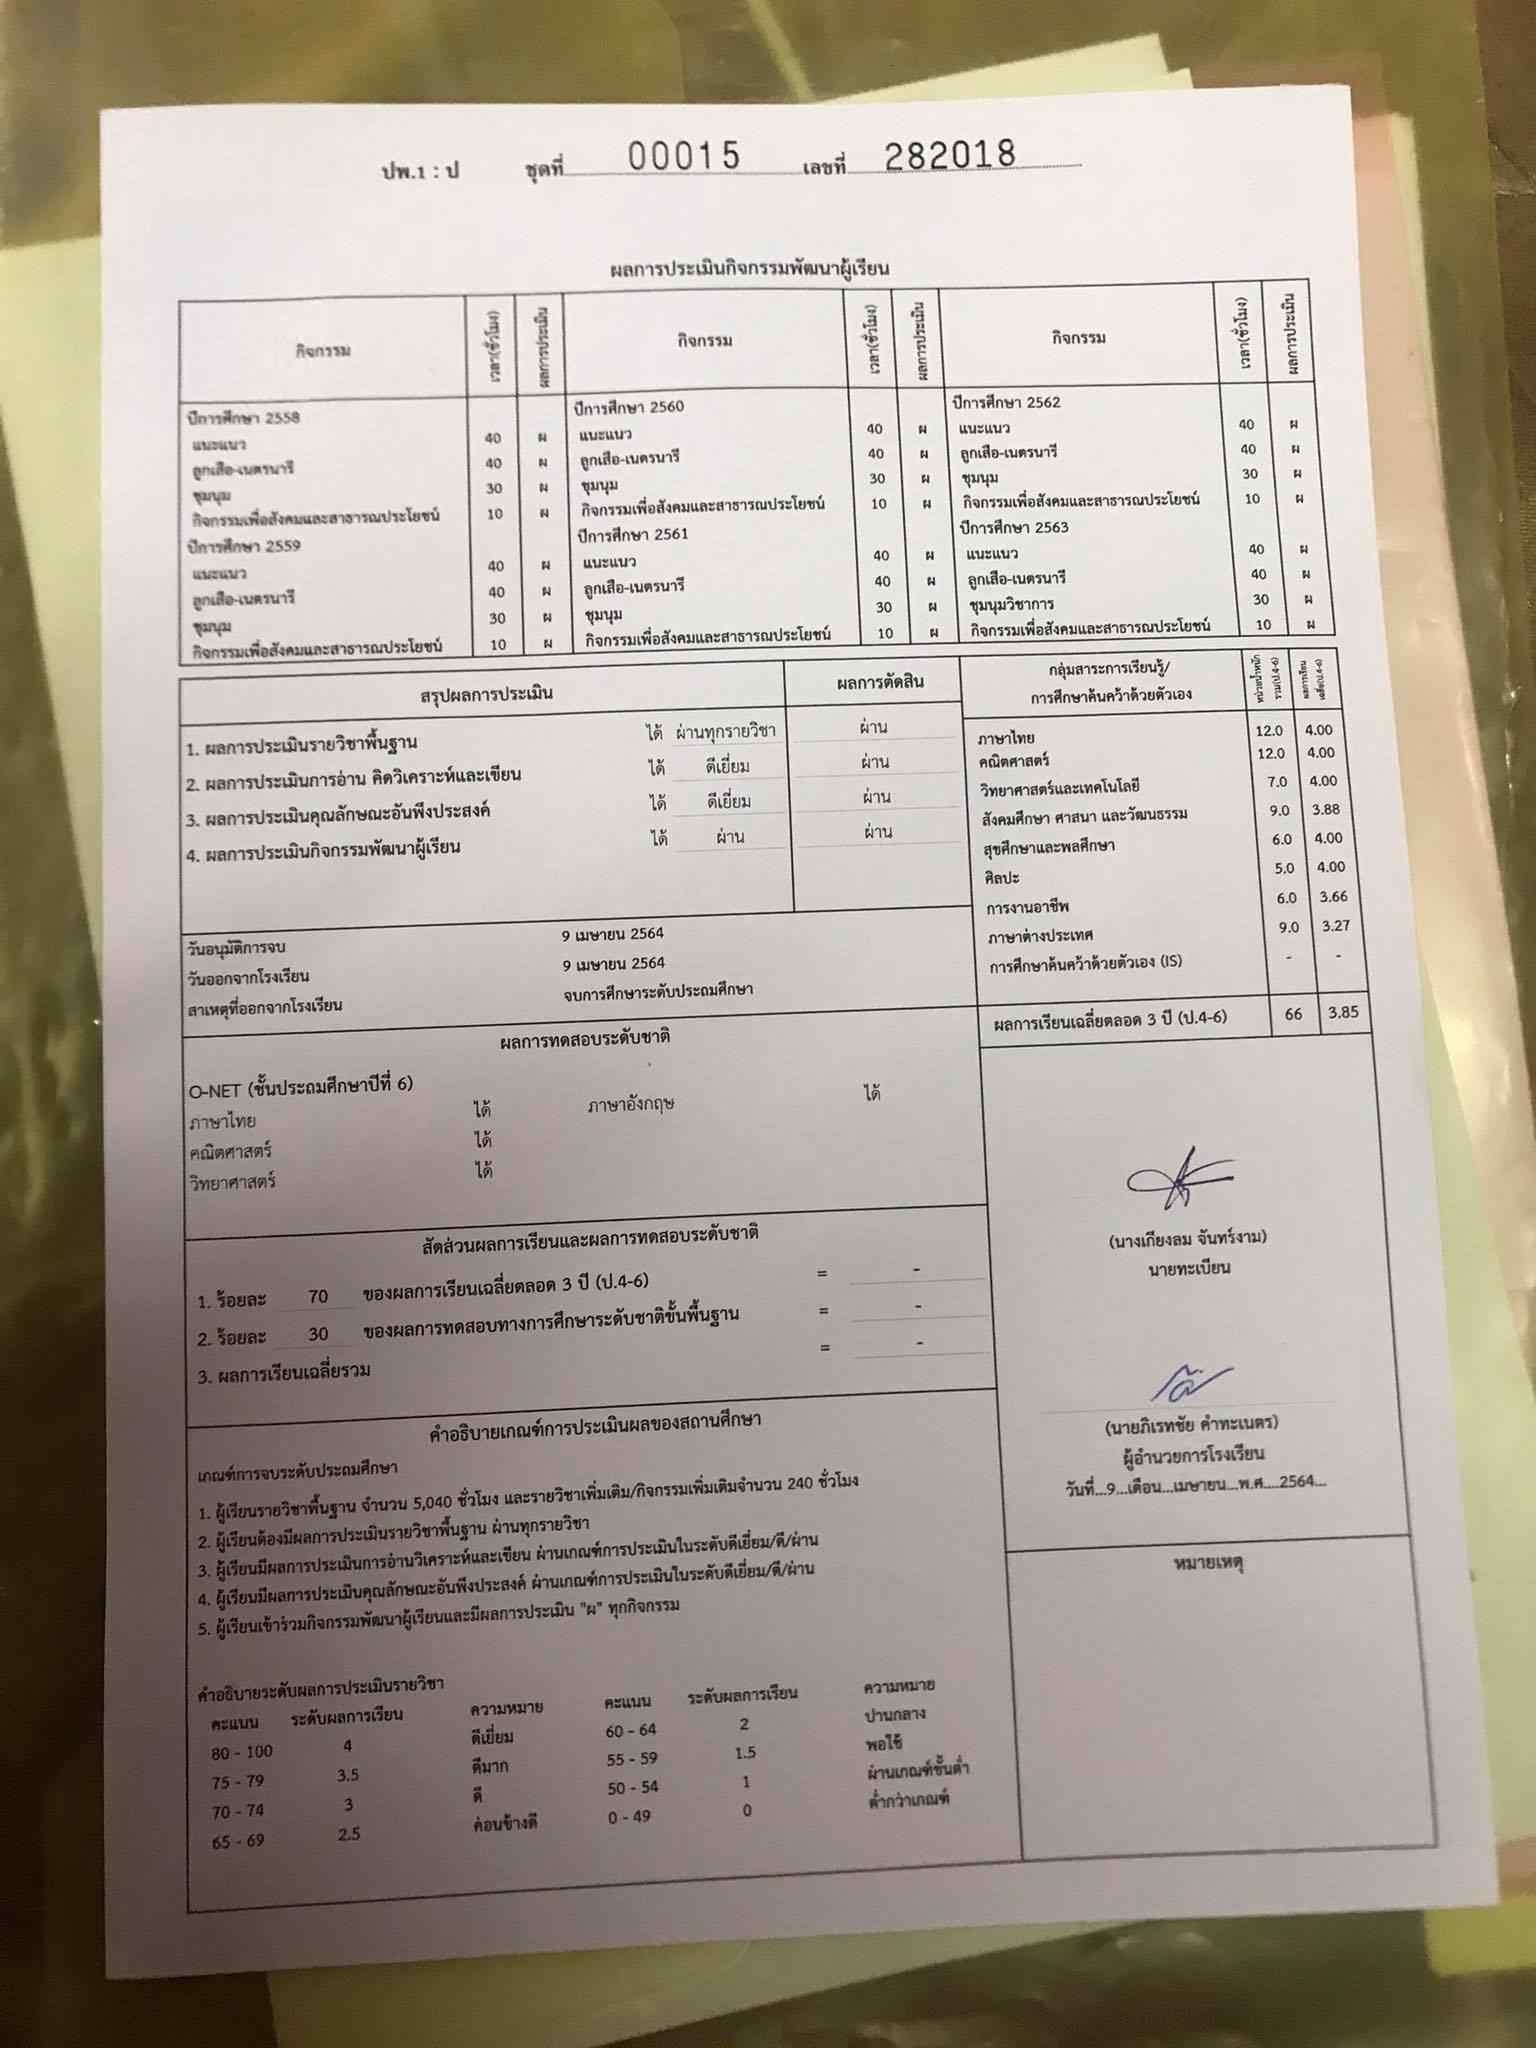 ปพ.1 : ป ชุดที่ 00015 เลขที่ 282018
ผลการประเมินกิจกรรมพัฒนาผู้เรียน
กิจกรรม เวลา(ชั่วโมง) ผลการประเมิน กิจกรรม เวลา(ชั่วโมง) ผลการประเมิน กิจกรรม เวลา(ชั่วโมง) ผลการประเมิน
ปีการศึกษา 2558 ปีการศึกษา 2560 ปีการศึกษา 2562
แนะแนว 40 ผ แนะแนว 40 ผ แนะแนว 40 ผ
ลูกเสือ-เนตรนารี 40 ผ ลูกเสือ-เนตรนารี 40 ผ ลูกเสือ-เนตรนารี 40 ผ
ชุมนุม 30 ผ ชุมนุม 30 ผ ชุมนุม 30 ผ
กิจกรรมเพื่อสังคมและสาธารณประโยชน์ 10 ผ กิจกรรมเพื่อสังคมและสาธารณประโยชน์ 10 ผ กิจกรรมเพื่อสังคมและสาธารณประโยชน์ 10 ผ
ปีการศึกษา 2559 ปีการศึกษา 2561 ปีการศึกษา 2563
แนะแนว 40 ผ แนะแนว 40 ผ แนะแนว 40 ผ
ลูกเสือ-เนตรนารี 40 ผ ลูกเสือ-เนตรนารี 40 ผ ลูกเสือ-เนตรนารี 40 ผ
ชุมนุม 30 ผ ชุมนุม 30 ผ ชุมนุมวิชาการ 30 ผ
กิจกรรมเพื่อสังคมและสาธารณประโยชน์ 10 ผ กิจกรรมเพื่อสังคมและสาธารณประโยชน์ 10 ผ กิจกรรมเพื่อสังคมและสาธารณประโยชน์ 10 ผ
สรุปผลการประเมิน ผลการตัดสิน
1. ผลการประเมินรายวิชาพื้นฐาน ได้ ผ่านทุกรายวิชา ผ่าน
2. ผลการประเมินการอ่าน คิดวิเคราะห์และเขียน ได้ ดีเยี่ยม ผ่าน
3. ผลการประเมินคุณลักษณะอันพึงประสงค์ ได้ ดีเยี่ยม ผ่าน
4. ผลการประเมินกิจกรรมพัฒนาผู้เรียน ได้ ผ่าน ผ่าน
กลุ่มสาระการเรียนรู้/
การศึกษาค้นคว้าด้วยตัวเอง
หน่วยน้ำหนัก
รวม(ป.4-6)
ผลการเรียน
เฉลี่ย(ป.4-6)
ภาษาไทย 12.0 4.00
คณิตศาสตร์ 12.0 4.00
วิทยาศาสตร์และเทคโนโลยี 7.0 4.00
สังคมศึกษา ศาสนา และวัฒนธรรม 9.0 3.88
สุขศึกษาและพลศึกษา 6.0 4.00
ศิลปะ 5.0 4.00
การงานอาชีพ 6.0 3.66
ภาษาต่างประเทศ 9.0 3.27
การศึกษาค้นคว้าด้วยตัวเอง (IS) - -
ผลการเรียนเฉลี่ยตลอด 3 ปี (ป.4-6) 66 3.85
วันอนุมัติการจบ 9 เมษายน 2564
วันออกจากโรงเรียน 9 เมษายน 2564
สาเหตุที่ออกจากโรงเรียน จบการศึกษาระดับประถมศึกษา
ผลการทดสอบระดับชาติ
O-NET (ชั้นประถมศึกษาปีที่ 6)
ภาษาไทย ได้ ภาษาอังกฤษ ได้
คณิตศาสตร์ ได้
วิทยาศาสตร์ ได้
สัดส่วนผลการเรียนและผลการทดสอบระดับชาติ
1. ร้อยละ 70 ของผลการเรียนเฉลี่ยตลอด 3 ปี (ป.4-6) = -
2. ร้อยละ 30 ของผลการทดสอบทางการศึกษาระดับชาติขั้นพื้นฐาน = -
3. ผลการเรียนเฉลี่ยรวม = -
(นางเกียงลม จันทร์งาม)
นายทะเบียน
(นายภิเรทชัย คำทะเนตร)
ผู้อำนวยการโรงเรียน
วันที่...9...เดือน...เมษายน....พ.ศ....2564...
หมายเหตุ
คำอธิบายเกณฑ์การประเมินผลของสถานศึกษา
เกณฑ์การจบระดับประถมศึกษา
1. ผู้เรียนรายวิชาพื้นฐาน จำนวน 5,040 ชั่วโมง และรายวิชาเพิ่มเติม/กิจกรรมเพิ่มเติมจำนวน 240 ชั่วโมง
2. ผู้เรียนต้องมีผลการประเมินรายวิชาพื้นฐาน ผ่านทุกรายวิชา
3. ผู้เรียนมีผลการประเมินการอ่านวิเคราะห์และเขียน ผ่านเกณฑ์การประเมินในระดับดีเยี่ยม/ดี/ผ่าน
4. ผู้เรียนมีผลการประเมินคุณลักษณะอันพึงประสงค์ ผ่านเกณฑ์การประเมินในระดับดีเยี่ยม/ดี/ผ่าน
5. ผู้เรียนเข้าร่วมกิจกรรมพัฒนาผู้เรียนและมีผลการประเมิน "ผ" ทุกกิจกรรม
คำอธิบายระดับผลการประเมินรายวิชา
คะแนน ระดับผลการเรียน ความหมาย คะแนน ระดับผลการเรียน ความหมาย
80 - 100 4 ดีเยี่ยม 60 - 64 2 ปานกลาง
75 - 79 3.5 ดีมาก 55 - 59 1.5 พอใช้
70 - 74 3 ดี 50 - 54 1 ผ่านเกณฑ์ขั้นต่ำ
65 - 69 2.5 ค่อนข้างดี 0 - 49 0 ต่ำกว่าเกณฑ์